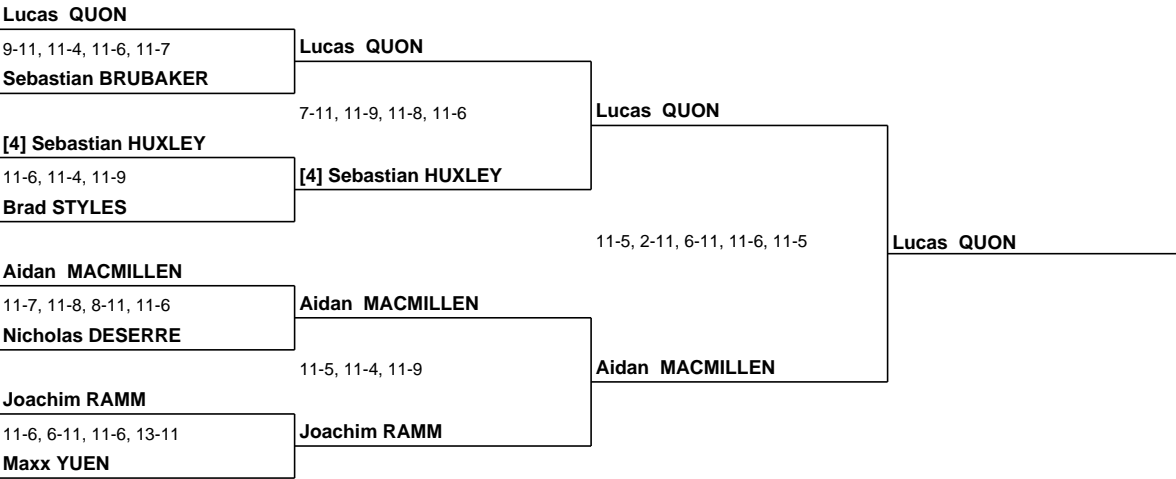 Lucas  QUON
9-11, 11-4, 11-6, 11-7
Sebastian BRUBAKER
Lucas  QUON
7-11, 11-9, 11-8, 11-6
[4] Sebastian HUXLEY
11-6, 11-4, 11-9
Brad STYLES
[4] Sebastian HUXLEY
Lucas  QUON
11-5, 2-11, 6-11, 11-6, 11-5
Lucas  QUON
Aidan  MACMILLEN
11-7, 11-8, 8-11, 11-6
Nicholas DESERRE
Aidan  MACMILLEN
11-5, 11-4, 11-9
Aidan  MACMILLEN
Joachim RAMM
11-6, 6-11, 11-6, 13-11
Maxx YUEN
Joachim RAMM